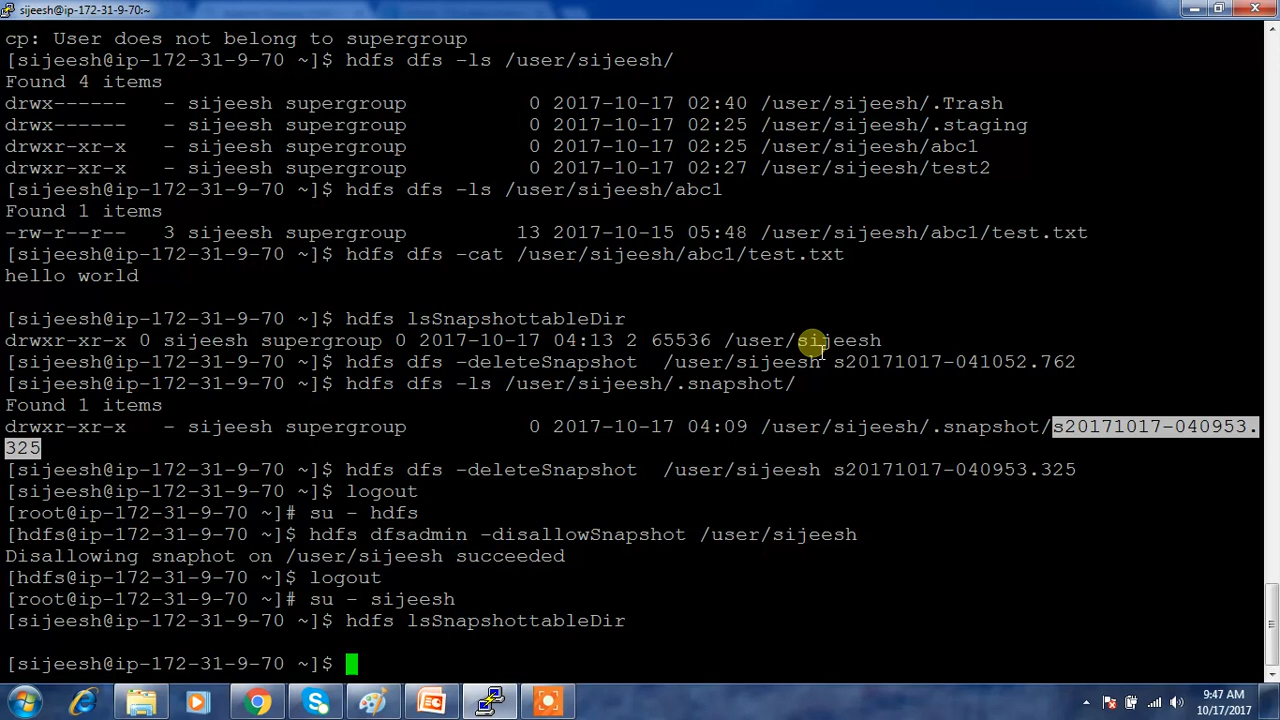 sijeesh@ip-172-31-9-70:~
cp: User does not belong to supergroup
[sijeesh@ip-172-31-9-70 ~]$ hdfs dfs -ls /user/sijeesh/
Found 4 items
drwx------   - sijeesh supergroup          0 2017-10-17 02:40 /user/sijeesh/.Trash
drwx------   - sijeesh supergroup          0 2017-10-17 02:25 /user/sijeesh/.staging
drwxr-xr-x   - sijeesh supergroup          0 2017-10-17 02:25 /user/sijeesh/abc1
drwxr-xr-x   - sijeesh supergroup          0 2017-10-17 02:27 /user/sijeesh/test2
[sijeesh@ip-172-31-9-70 ~]$ hdfs dfs -ls /user/sijeesh/abc1
Found 1 items
-rw-r--r--   3 sijeesh supergroup         13 2017-10-15 05:48 /user/sijeesh/abc1/test.txt
[sijeesh@ip-172-31-9-70 ~]$ hdfs dfs -cat /user/sijeesh/abc1/test.txt
hello world
[sijeesh@ip-172-31-9-70 ~]$ hdfs lsSnapshottableDir
drwxr-xr-x 0 sijeesh supergroup 0 2017-10-17 04:13 2 65536 /user/sijeesh
[sijeesh@ip-172-31-9-70 ~]$ hdfs dfs -deleteSnapshot  /user/sijeesh s20171017-041052.762
[sijeesh@ip-172-31-9-70 ~]$ hdfs dfs -ls /user/sijeesh/.snapshot/
Found 1 items
drwxr-xr-x   - sijeesh supergroup          0 2017-10-17 04:09 /user/sijeesh/.snapshot/s20171017-040953.
325
[sijeesh@ip-172-31-9-70 ~]$ hdfs dfs -deleteSnapshot  /user/sijeesh s20171017-040953.325
[sijeesh@ip-172-31-9-70 ~]$ logout
[root@ip-172-31-9-70 ~]# su - hdfs
[hdfs@ip-172-31-9-70 ~]$ hdfs dfsadmin -disallowSnapshot /user/sijeesh
Disallowing snaphot on /user/sijeesh succeeded
[hdfs@ip-172-31-9-70 ~]$ logout
[root@ip-172-31-9-70 ~]# su - sijeesh
[sijeesh@ip-172-31-9-70 ~]$ hdfs lsSnapshottableDir
[sijeesh@ip-172-31-9-70 ~]$
9:47 AM
10/17/2017